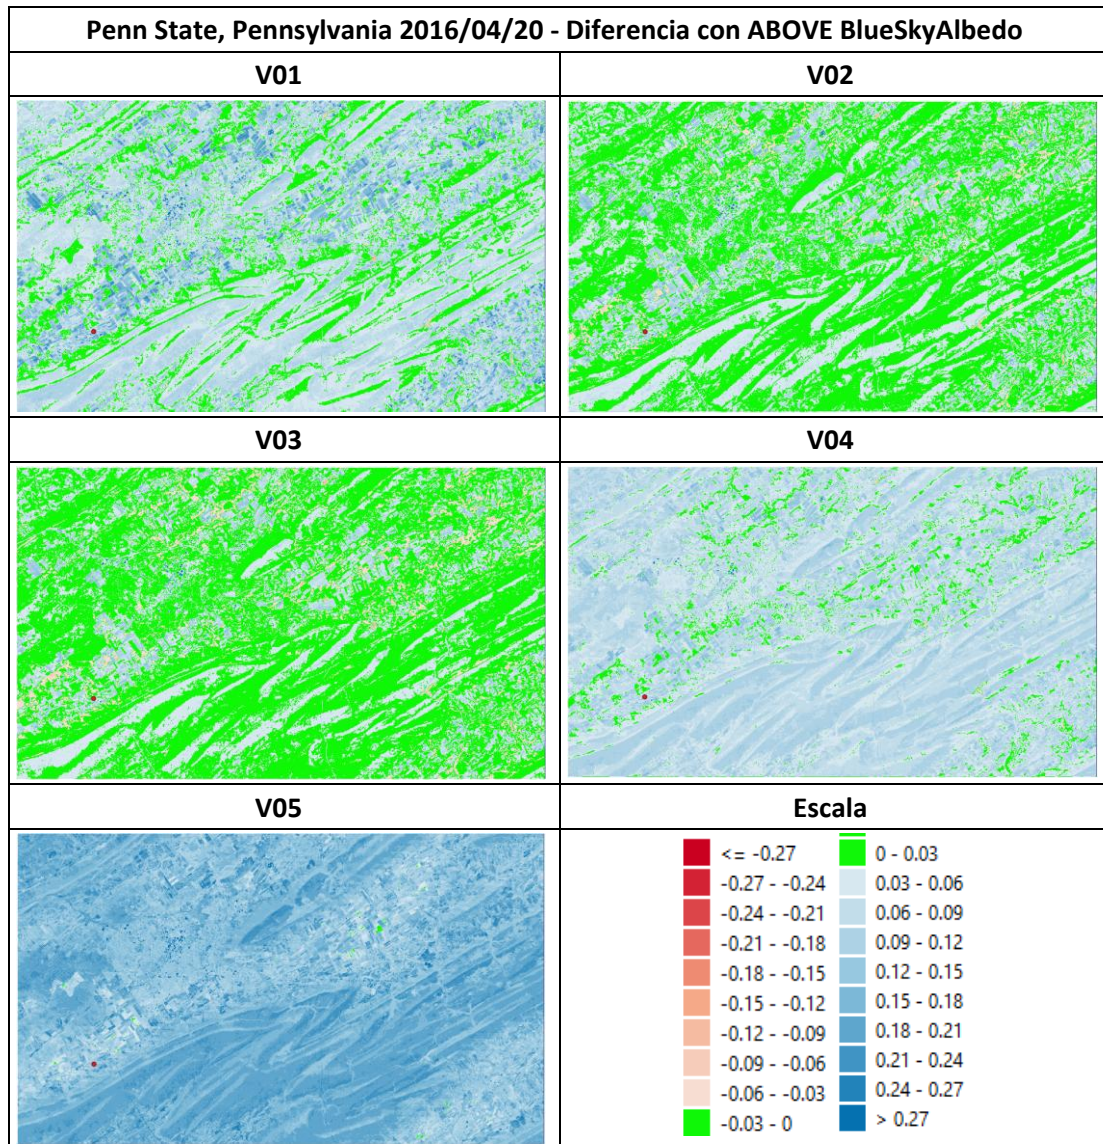 Penn State, Pennsylvania 2016/04/20 - Diferencia con ABOVE BlueSkyAlbedo
V01
V02
V03
V04
V05
Escala
<= -0.27
-0.27 - -0.24
-0.24 - -0.21
-0.21 - -0.18
-0.18 - -0.15
-0.15 - -0.12
-0.12 - -0.09
-0.09 - -0.06
-0.06 - -0.03
-0.03 - 0
0 - 0.03
0.03 - 0.06
0.06 - 0.09
0.09 - 0.12
0.12 - 0.15
0.15 - 0.18
0.18 - 0.21
0.21 - 0.24
0.24 - 0.27
> 0.27